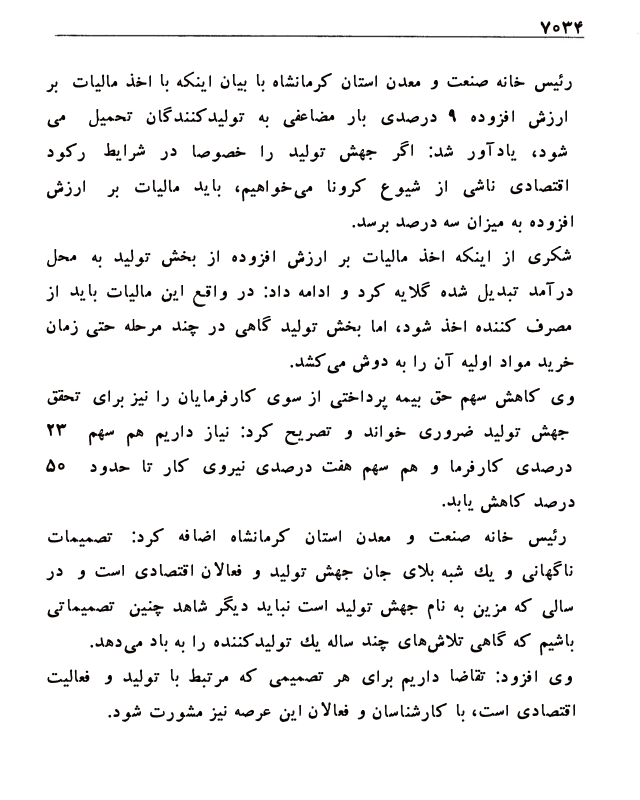 ۷۰۳۴
رئیس خانه صنعت و معدن استان کرمانشاه با بیان اینکه با اخذ مالیات بر
ارزش افزوده ۹ درصدی بار مضاعفی به تولیدکنندگان تحمیل می
شود، یادآور شد: اگر جهش تولید را خصوصا در شرایط رکود
اقتصادی ناشی از شیوع کرونا می‌خواهیم، باید مالیات بر ارزش
افزوده به میزان سه درصد برسد.
شکری از اینکه اخذ مالیات بر ارزش افزوده از بخش تولید به محل
درآمد تبدیل شده گلایه کرد و ادامه داد: در واقع این مالیات باید از
مصرف کننده اخذ شود، اما بخش تولید گاهی در چند مرحله حتی زمان
خرید مواد اولیه آن را به دوش می‌کشد.
وی کاهش سهم حق بیمه پرداختی از سوی کارفرمایان را نیز برای تحقق
جهش تولید ضروری خواند و تصریح کرد: نیاز داریم هم سهم ۲۳
درصدی کارفرما و هم سهم هفت درصدی نیروی کار تا حدود ۵۰
درصد کاهش یابد.
رئیس خانه صنعت و معدن استان کرمانشاه اضافه کرد: تصمیمات
ناگهانی و یك شبه بلای جان جهش تولید و فعالان اقتصادی است و در
سالی که مزین به نام جهش تولید است نباید دیگر شاهد چنین تصمیماتی
باشیم که گاهی تلاش‌های چند ساله یك تولیدکننده را به باد می‌دهد.
وی افزود: تقاضا داریم برای هر تصمیمی که مرتبط با تولید و فعالیت
اقتصادی است، با کارشناسان و فعالان این عرصه نیز مشورت شود.